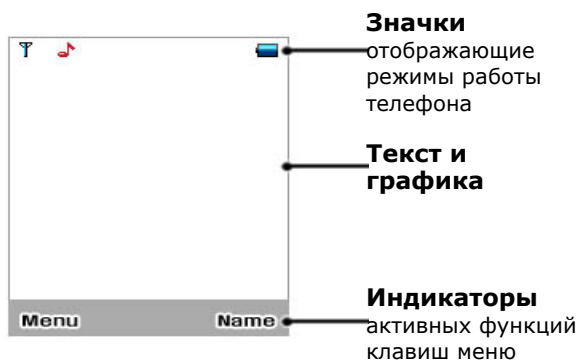 Значки
отображающие
режимы работы
телефона
Текст и
графика
Menu Name
Индикаторы
активных функций
клавиш меню